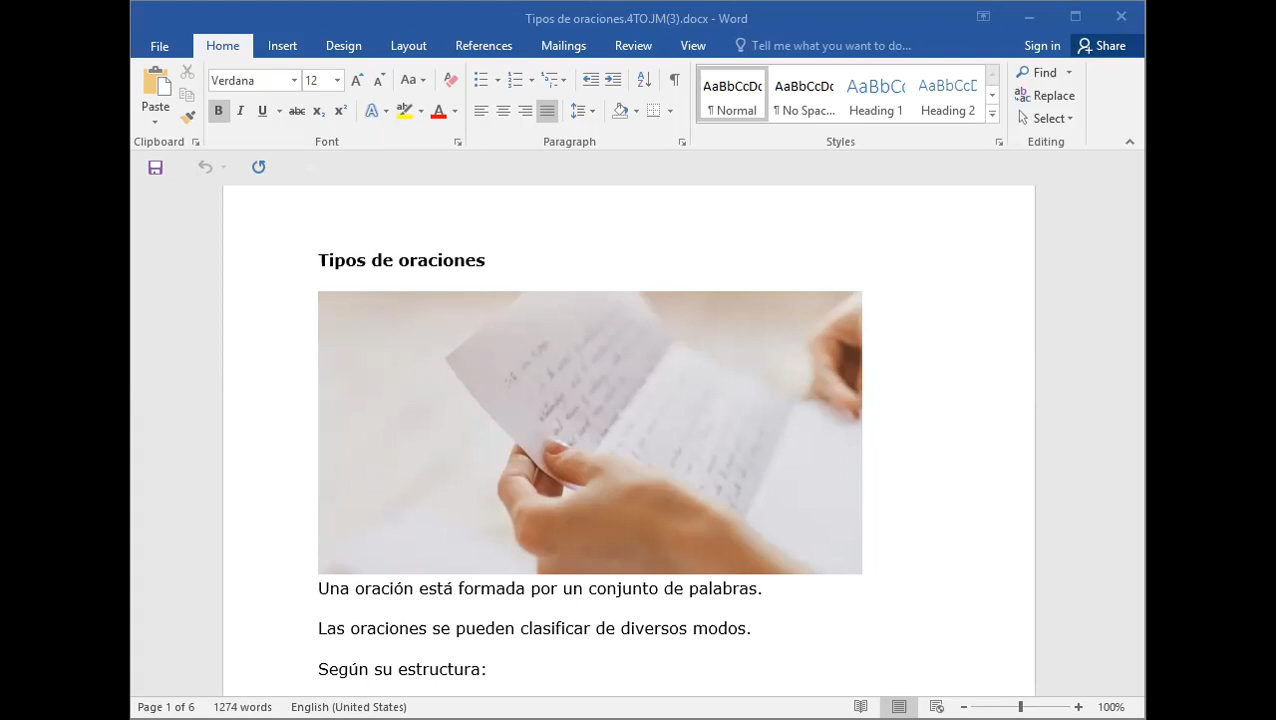 Tipos de oraciones.4TO.JM(3).docx - Word
File Home Insert Design Layout References Mailings Review View Tell me what you want to do... Sign in Share
Verdana 12 Aa
Paste
B I U abc x₂ x² A ab A
AaBbCcDc AaBbCcDc AaBbCc AaBbCcD
¶ Normal ¶ No Spac... Heading 1 Heading 2
Find
Replace
Select
Clipboard Font Paragraph Styles Editing
Tipos de oraciones
Una oración está formada por un conjunto de palabras.
Las oraciones se pueden clasificar de diversos modos.
Según su estructura:
Page 1 of 6 1274 words English (United States) 100%